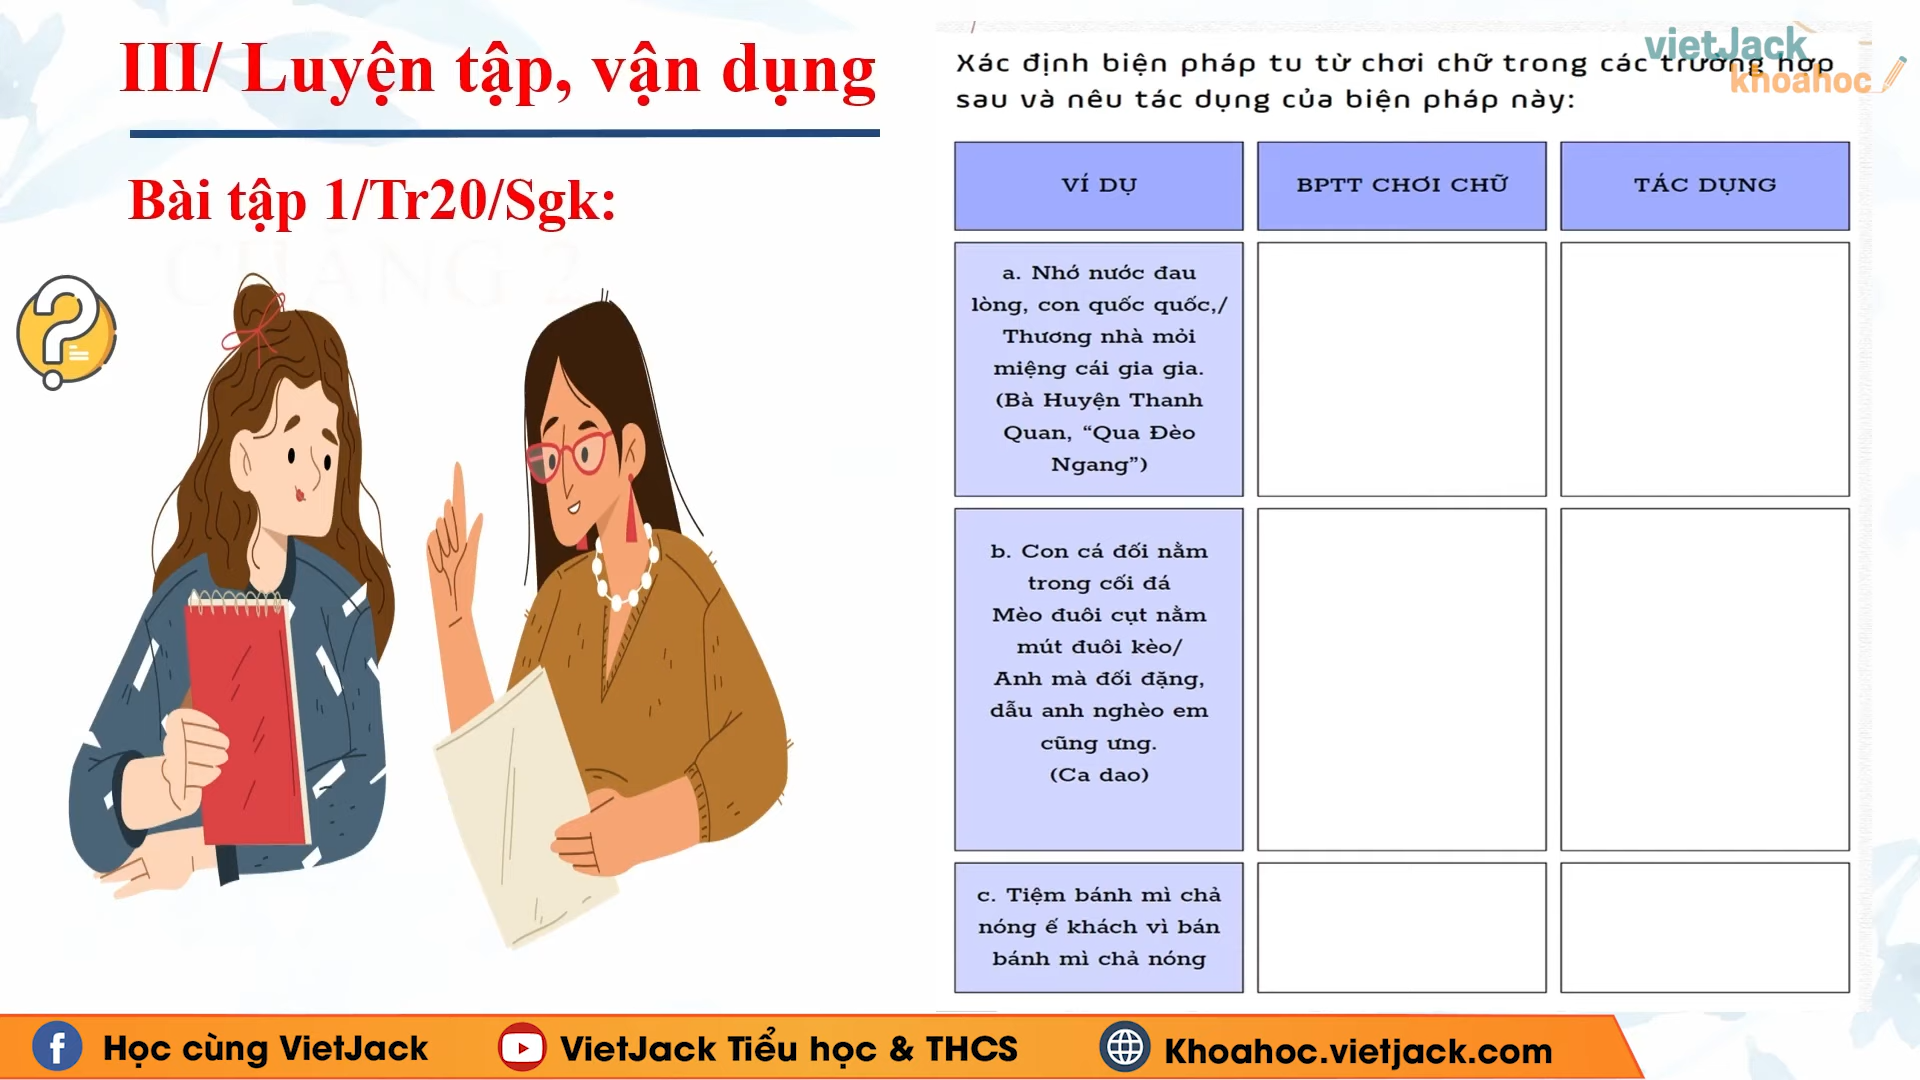 III/ Luyện tập, vận dụng
Bài tập 1/Tr20/Sgk:
CHẶNG 2
vietJack
khoahoc
Xác định biện pháp tu từ chơi chữ trong các trường hợp
sau và nêu tác dụng của biện pháp này:
VÍ DỤ
BPTT CHƠI CHỮ
TÁC DỤNG
a. Nhớ nước đau
lòng, con quốc quốc,/
Thương nhà mỏi
miệng cái gia gia.
(Bà Huyện Thanh
Quan, “Qua Đèo
Ngang”)
b. Con cá đối nằm
trong cối đá
Mèo đuôi cụt nằm
mút đuôi kèo/
Anh mà đối đặng,
dẫu anh nghèo em
cũng ưng.
(Ca dao)
c. Tiệm bánh mì chả
nóng ế khách vì bán
bánh mì chả nóng
Học cùng VietJack
VietJack Tiểu học & THCS
Khoahoc.vietjack.com